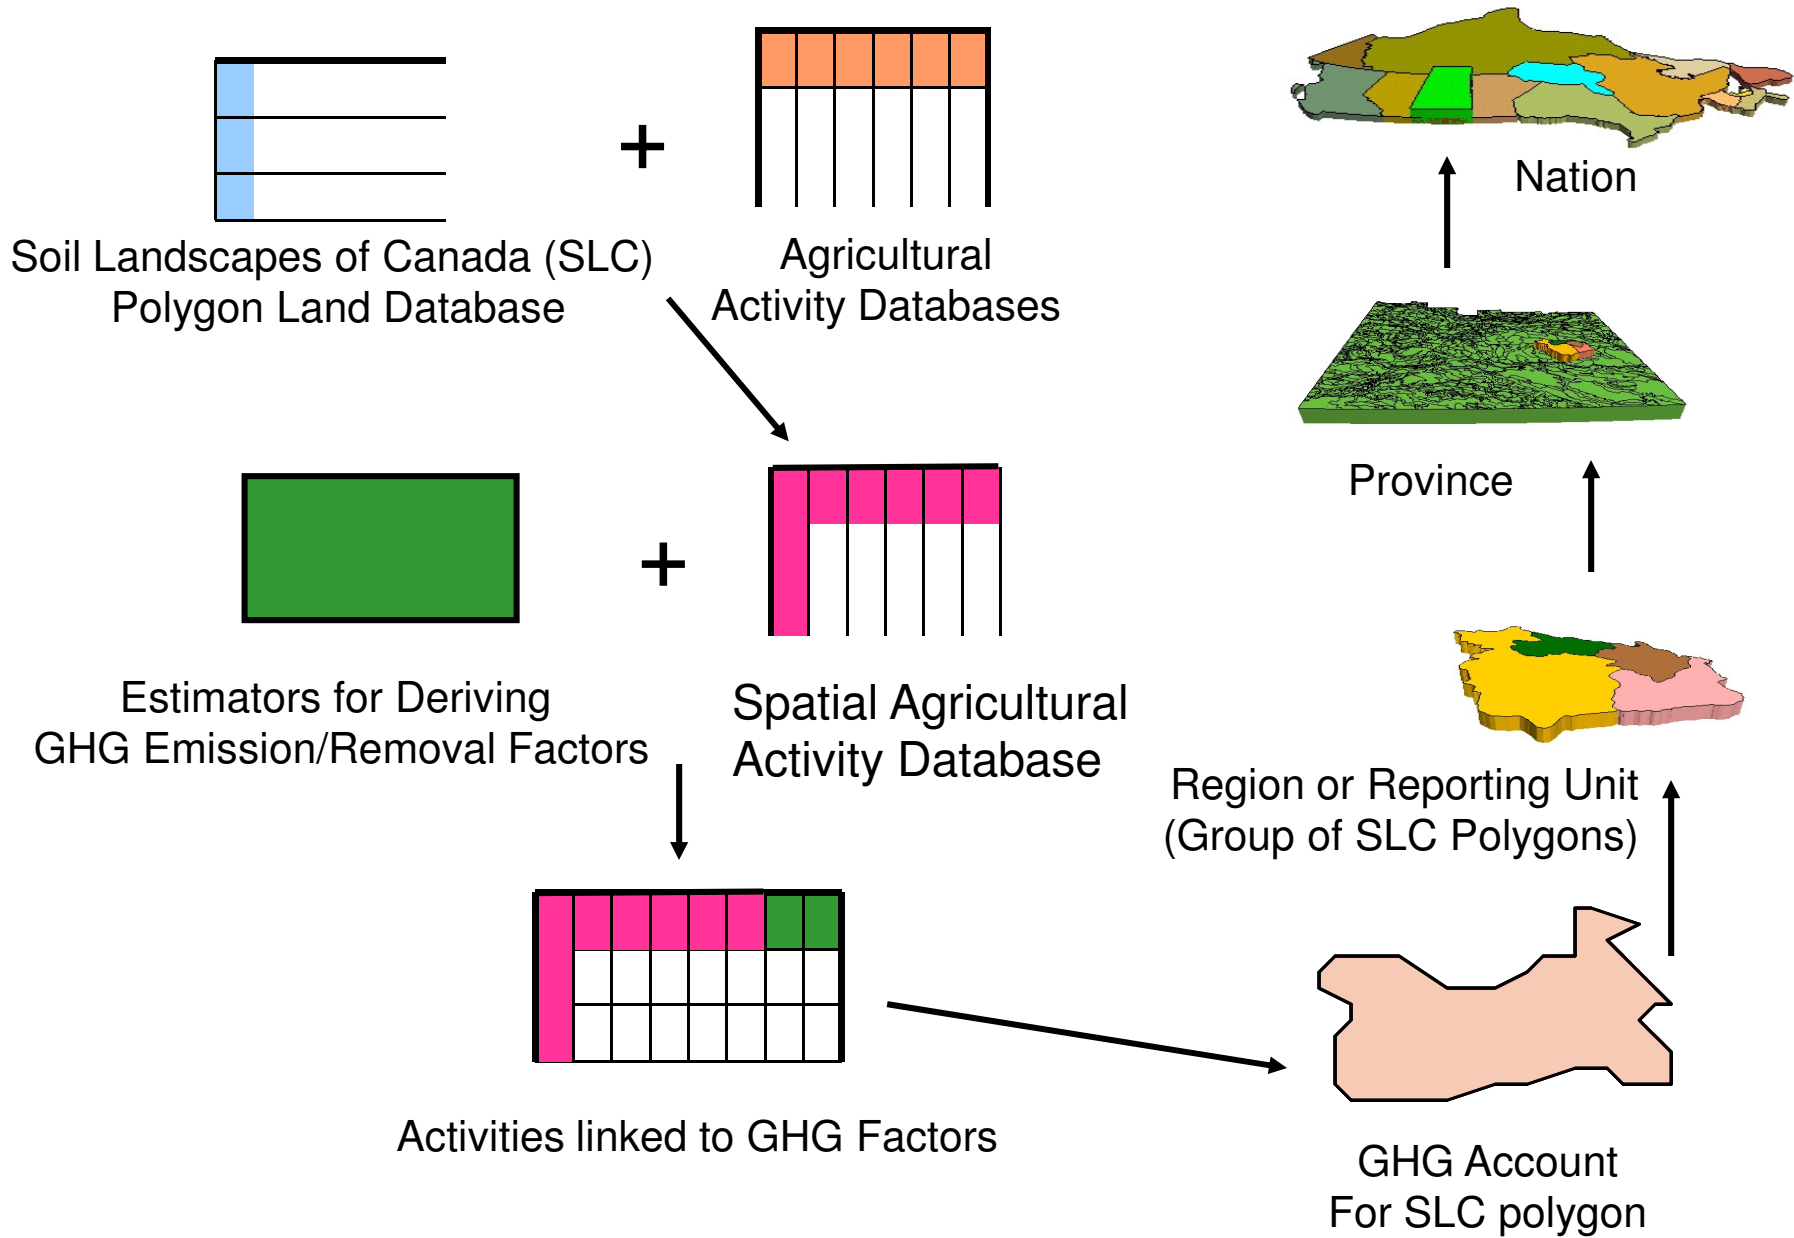 Soil Landscapes of Canada (SLC)
Polygon Land Database
+
Agricultural
Activity Databases
Estimators for Deriving
GHG Emission/Removal Factors
+
Spatial Agricultural
Activity Database
Activities linked to GHG Factors
GHG Account
For SLC polygon
Region or Reporting Unit
(Group of SLC Polygons)
Province
Nation